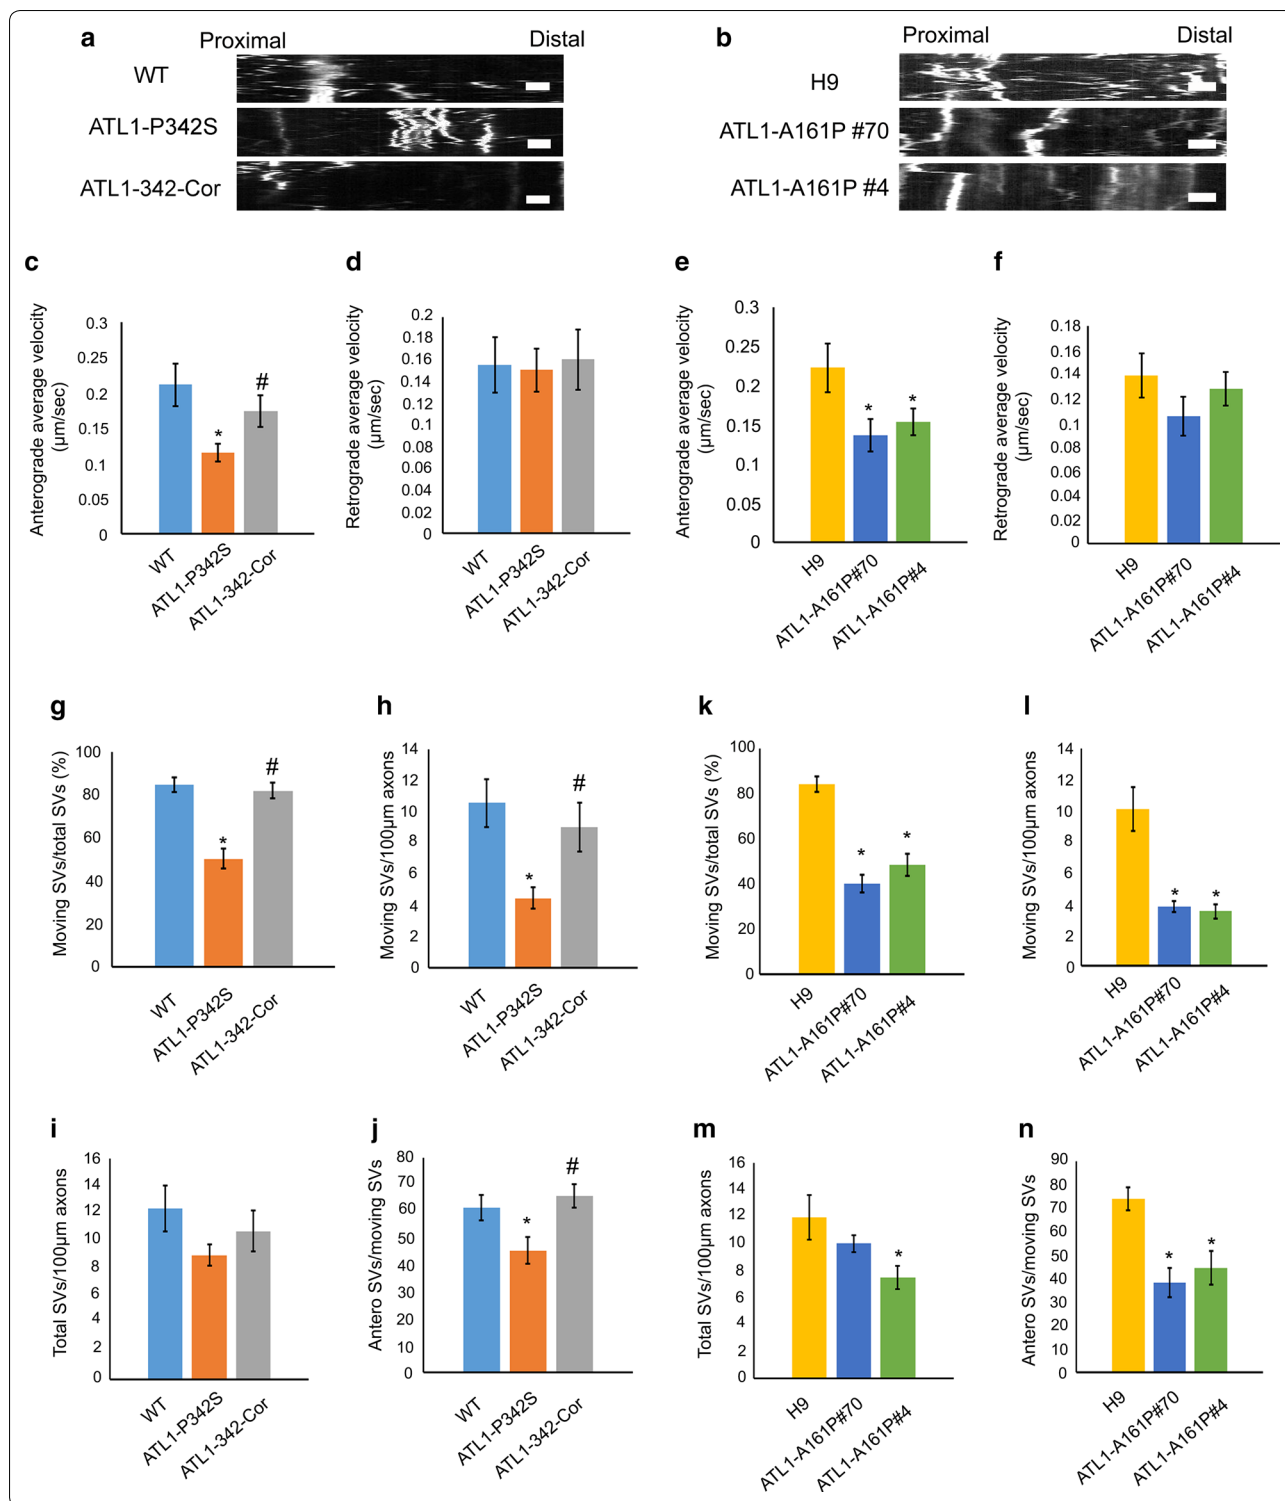 a
Proximal Distal
WT
ATL1-P342S
ATL1-342-Cor
b
Proximal Distal
H9
ATL1-A161P #70
ATL1-A161P #4
c
Anterograde average velocity
(μm/sec)
0.3
0.25
0.2
0.15
0.1
0.05
0
*
#
WT
ATL1-P342S
ATL1-342-Cor
d
Retrograde average velocity
(μm/sec)
0.2
0.18
0.16
0.14
0.12
0.1
0.08
0.06
0.04
0.02
0
WT
ATL1-P342S
ATL1-342-Cor
e
Anterograde average velocity
(μm/sec)
0.3
0.25
0.2
0.15
0.1
0.05
0
*
*
H9
ATL1-A161P#70
ATL1-A161P#4
f
Retrograde average velocity
(μm/sec)
0.18
0.16
0.14
0.12
0.1
0.08
0.06
0.04
0.02
0
H9
ATL1-A161P#70
ATL1-A161P#4
g
Moving SVs/total SVs (%)
100
80
60
40
20
0
*
#
WT
ATL1-P342S
ATL1-342-Cor
h
Moving SVs/100μm axons
14
12
10
8
6
4
2
0
*
#
WT
ATL1-P342S
ATL1-342-Cor
k
Moving SVs/total SVs (%)
100
80
60
40
20
0
*
*
H9
ATL1-A161P#70
ATL1-A161P#4
l
Moving SVs/100μm axons
14
12
10
8
6
4
2
0
*
*
H9
ATL1-A161P#70
ATL1-A161P#4
i
Total SVs/100μm axons
16
14
12
10
8
6
4
2
0
WT
ATL1-P342S
ATL1-342-Cor
j
Antero SVs/moving SVs
80
70
60
50
40
30
20
10
0
*
#
WT
ATL1-P342S
ATL1-342-Cor
m
Total SVs/100μm axons
16
14
12
10
8
6
4
2
0
*
H9
ATL1-A161P#70
ATL1-A161P#4
n
Antero SVs/moving SVs
90
80
70
60
50
40
30
20
10
0
*
*
H9
ATL1-A161P#70
ATL1-A161P#4